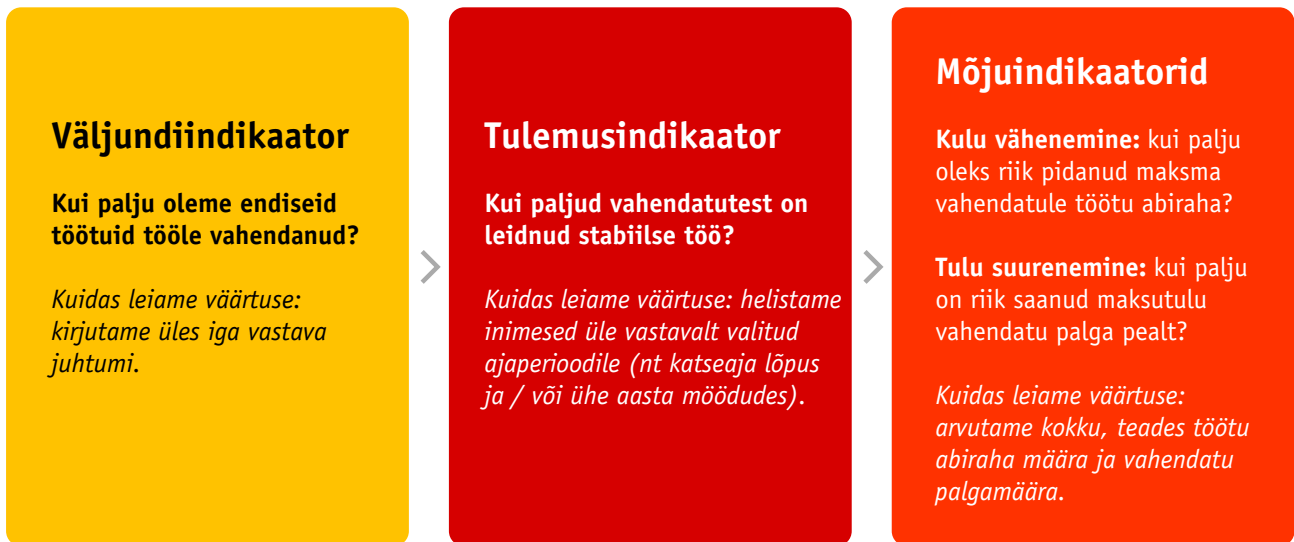 Väljundiindikaator
Kui palju oleme endiseid
töötuid tööle vahendanud?
Kuidas leiame väärtuse:
kirjutame üles iga vastava
juhtumi.
Tulemusindikaator
Kui paljud vahendatutest on
leidnud stabiilse töö?
Kuidas leiame väärtuse: helistame
inimesed üle vastavalt valitud
ajaperioodile (nt katseaja lõpus
ja / või ühe aasta möödudes).
Mõjuindikaatorid
Kulu vähenemine: kui palju
oleks riik pidanud maksma
vahendatule töötu abiraha?
Tulu suurenemine: kui palju
on riik saanud maksutulu
vahendatu palga pealt?
Kuidas leiame väärtuse:
arvutame kokku, teades töötu
abiraha määra ja vahendatu
palgamäära.